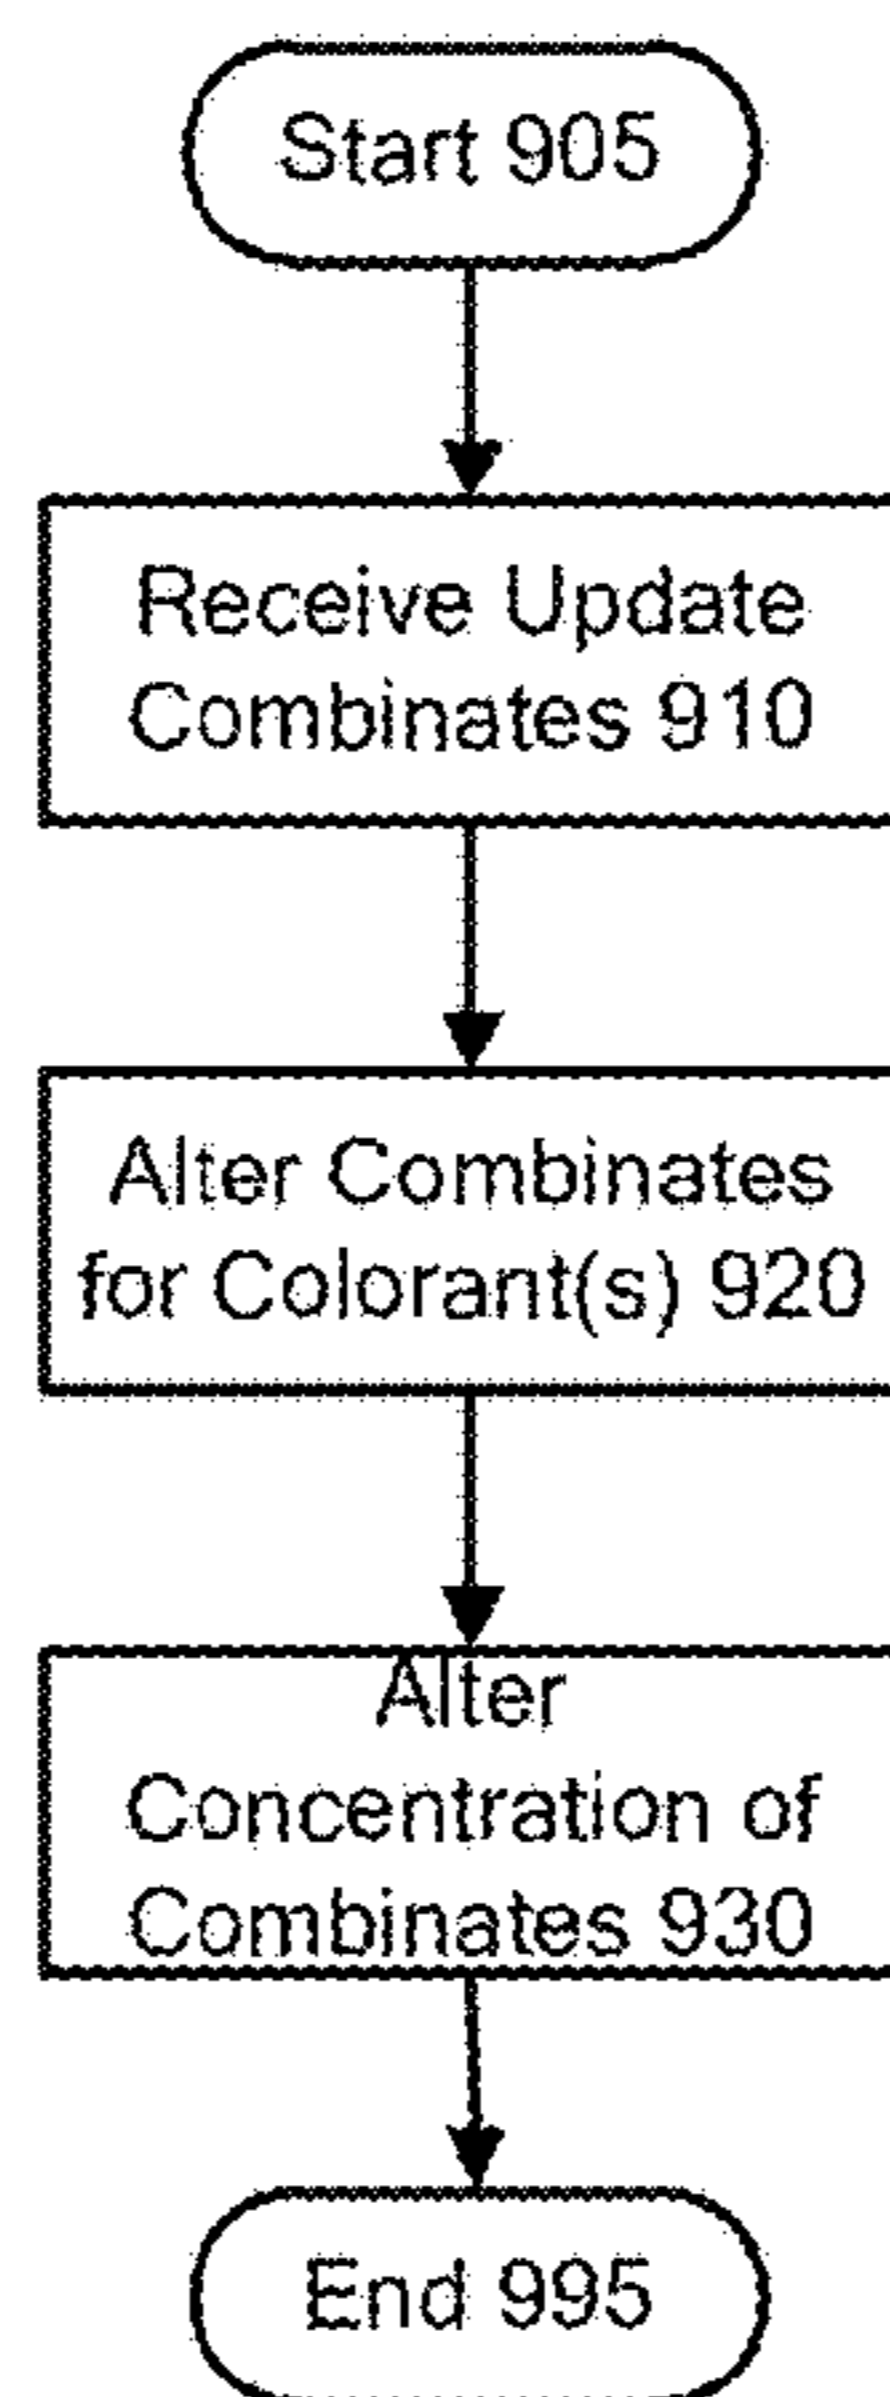 Start 905
Receive Update
Combinates 910
Alter Combinates
for Colorant(s) 920
Alter
Concentration of
Combinates 930
End 995